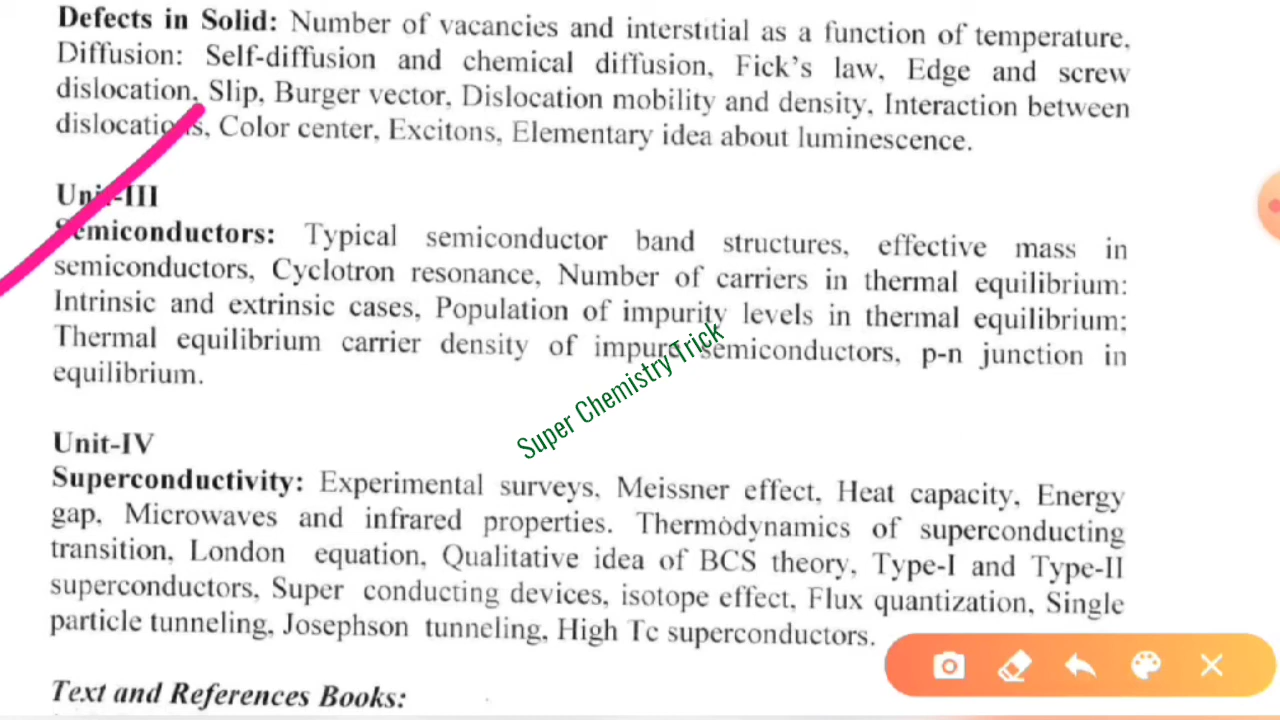 Defects in Solid: Number of vacancies and interstitial as a function of temperature,
Diffusion: Self-diffusion and chemical diffusion, Fick's law, Edge and screw
dislocation, Slip, Burger vector, Dislocation mobility and density, Interaction between
dislocations, Color center, Excitons, Elementary idea about luminescence.
Unit-III
Semiconductors: Typical semiconductor band structures, effective mass in
semiconductors, Cyclotron resonance, Number of carriers in thermal equilibrium:
Intrinsic and extrinsic cases, Population of impurity levels in thermal equilibrium;
Thermal equilibrium carrier density of impure semiconductors, p-n junction in
equilibrium.
Super Chemistry Trick
Unit-IV
Superconductivity: Experimental surveys, Meissner effect, Heat capacity, Energy
gap, Microwaves and infrared properties. Thermodynamics of superconducting
transition, London equation, Qualitative idea of BCS theory, Type-I and Type-II
superconductors, Super conducting devices, isotope effect, Flux quantization, Single
particle tunneling, Josephson tunneling, High Tc superconductors.
Text and References Books: